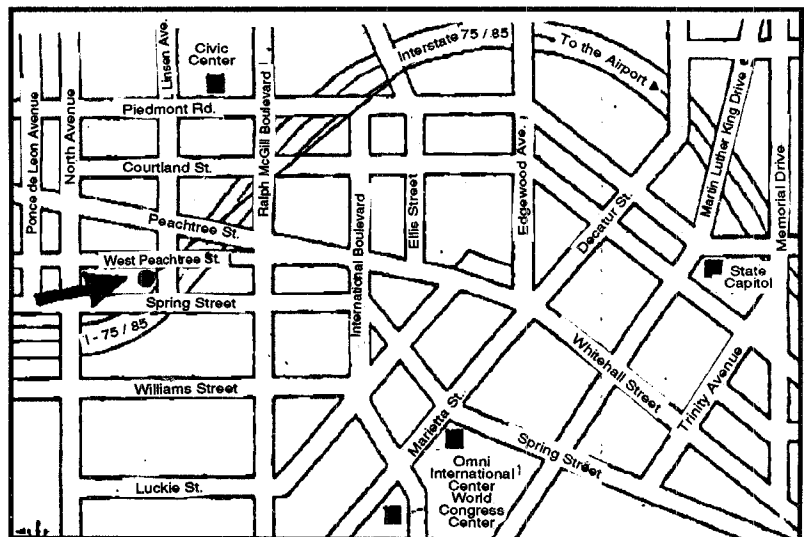 Ponce de Leon Avenue
North Avenue
Linsen Ave.
Civic
Center
Piedmont Rd.
Ralph McGill Boulevard
Interstate 75 / 85
To the Airport
Martin Luther King Drive
Memorial Drive
Courtland St.
Peachtree St.
West Peachtree St.
Spring Street
I - 75 / 85
International Boulevard
Ellis Street
Edgewood Ave.
Decatur St.
State
Capitol
Williams Street
Whitehall Street
Trinity Avenue
Marietta St.
Spring Street
Luckie St.
Omni
International
Center
World
Congress
Center